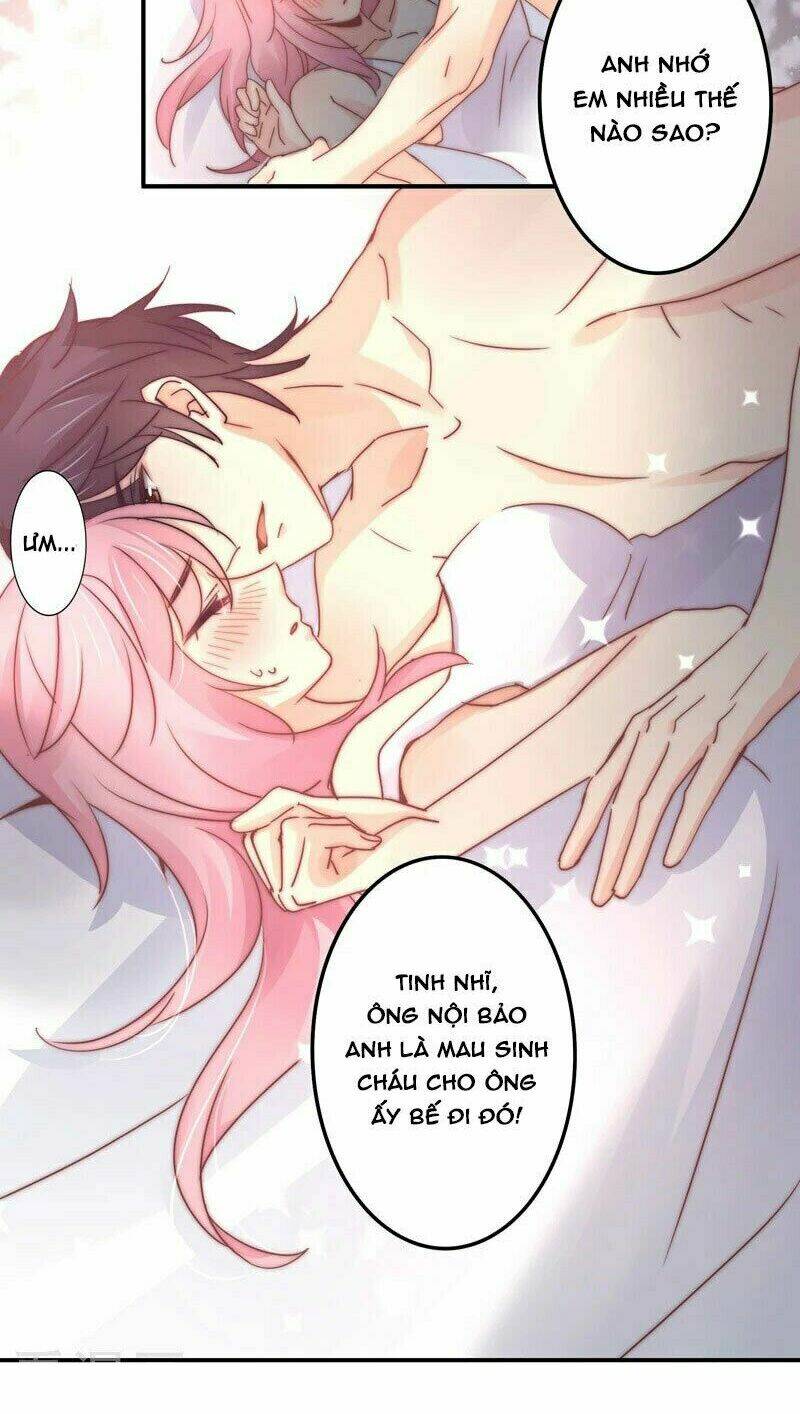 ANH NHỚ
EM NHIỀU THẾ
NÀO SAO?
ƯM...
TINH NHĨ,
ÔNG NỘI BẢO
ANH LÀ MAU SINH
CHÁU CHO ÔNG
ẤY BẾ ĐI ĐÓ!